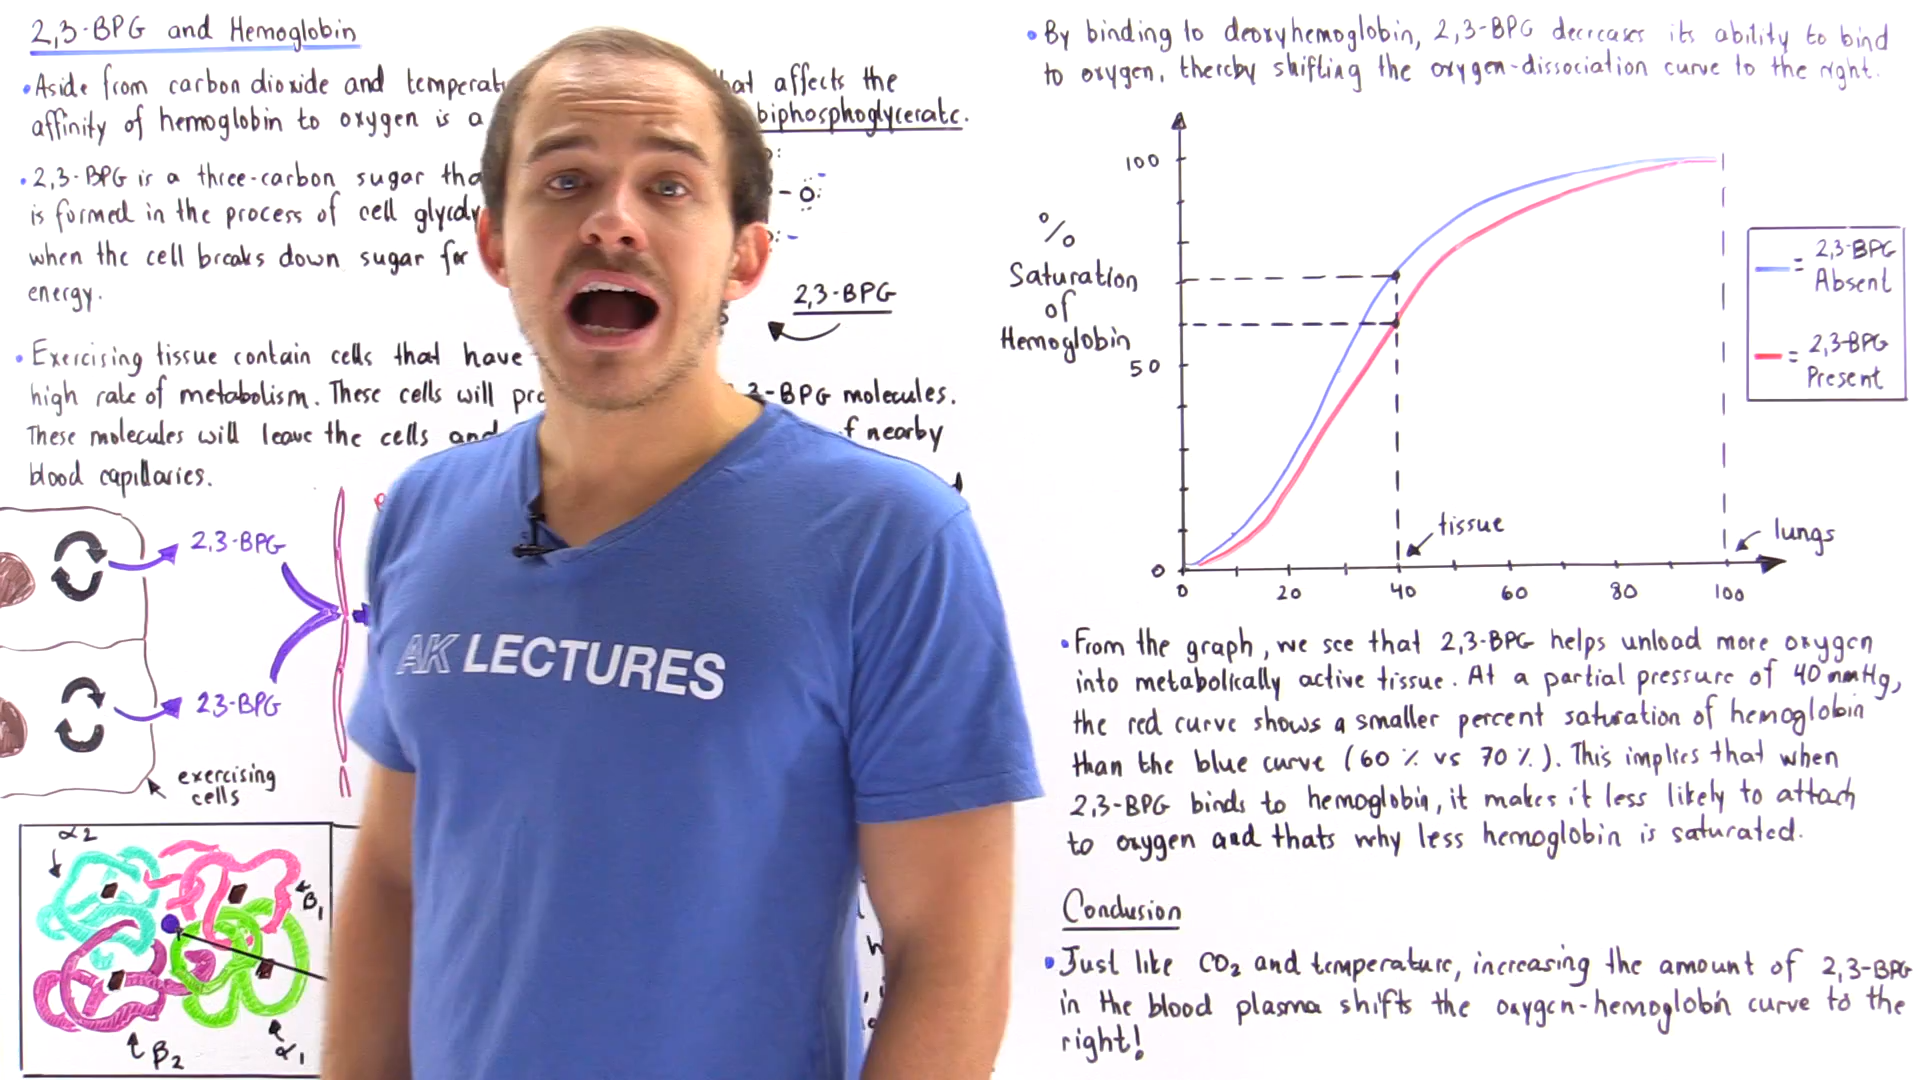 2,3-BPG and Hemoglobin
•Aside from carbon dioxide and that affects the
affinity of hemoglobin to oxygen is a biphosphoglycerate.
•2,3-BPG is a three-carbon sugar
is formed in the process of cell
when the cell breaks down sugar for
energy.
2,3-BPG
•Exercising tissue contain cells that have
high rate of metabolism. These cells will 2,3-BPG molecules.
These molecules will leave the cells and of nearby
blood capillaries.
2,3-BPG
23-BPG
exercising
cells
α2
β1
β2
α1
AK LECTURES
•By binding to deoxyhemoglobin, 2,3-BPG decreases its ability to bind
to oxygen, thereby shifting the oxygen-dissociation curve to the right.
100
%
Saturation
of
Hemoglobin
50
0
0 20 40 60 80 100
tissue
lungs
= 2,3-BPG
Absent
= 2,3-BPG
Present
•From the graph, we see that 2,3-BPG helps unload more oxygen
into metabolically active tissue. At a partial pressure of 40 mmHg,
the red curve shows a smaller percent saturation of hemoglobin
than the blue curve (60 % vs 70 %). This implies that when
2,3-BPG binds to hemoglobin, it makes it less likely to attach
to oxygen and thats why less hemoglobin is saturated.
Conclusion
•Just like CO2 and temperature, increasing the amount of 2,3-BPG
in the blood plasma shifts the oxygen-hemoglobin curve to the
right!